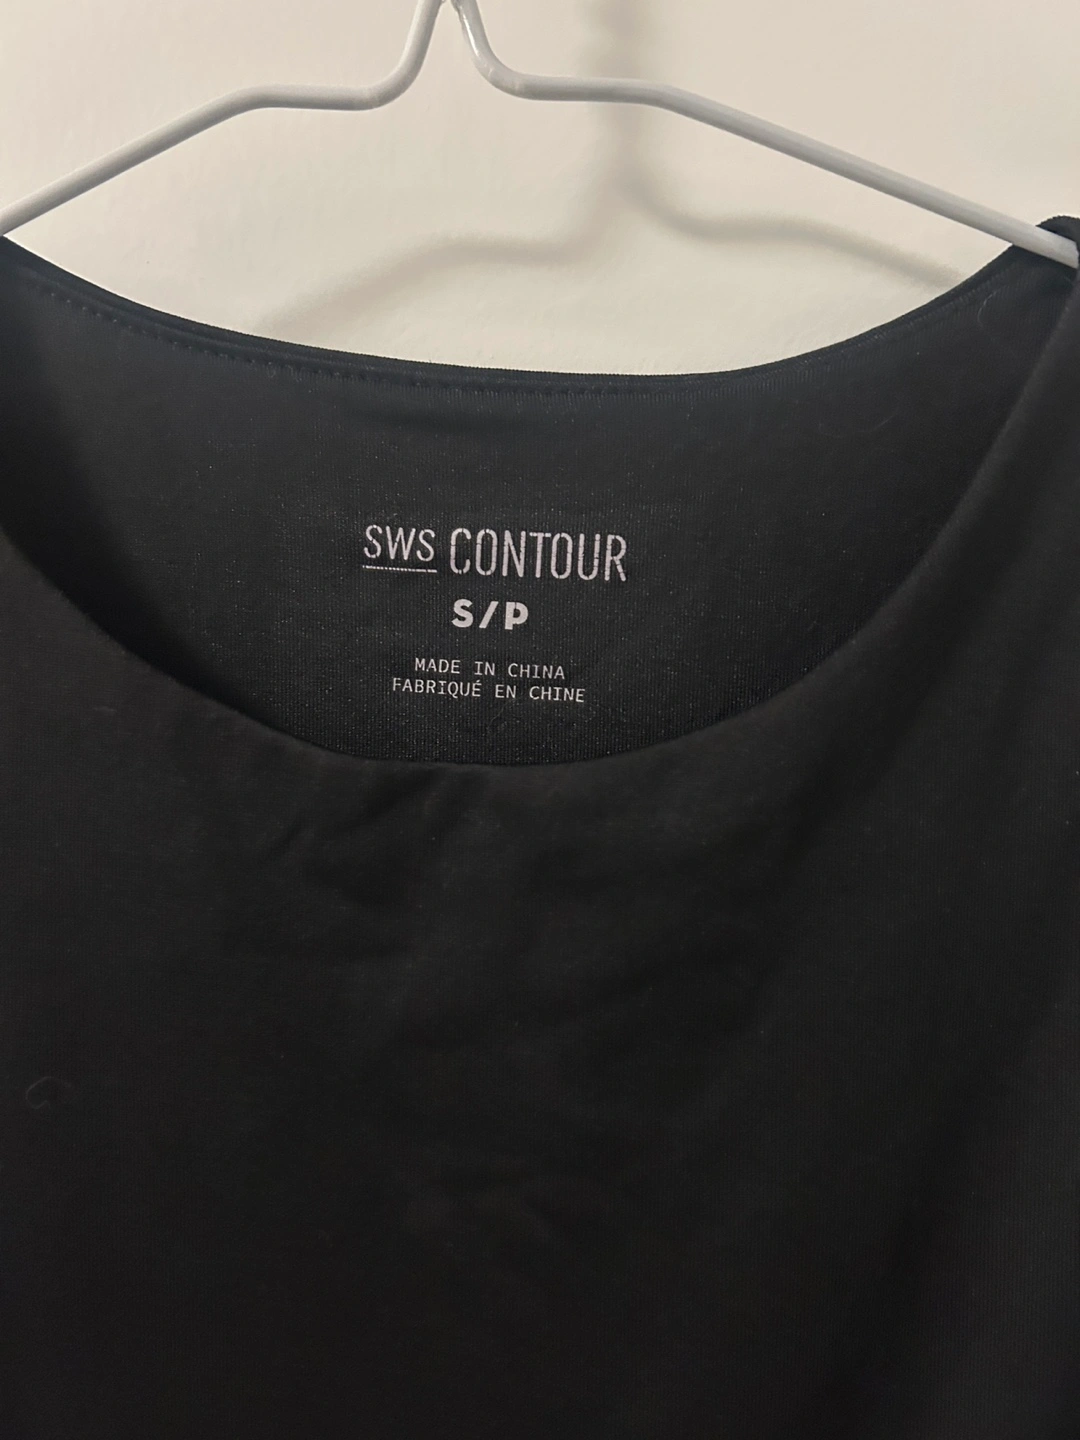 SWS CONTOUR
S/P
MADE IN CHINA
FABRIQUÉ EN CHINE